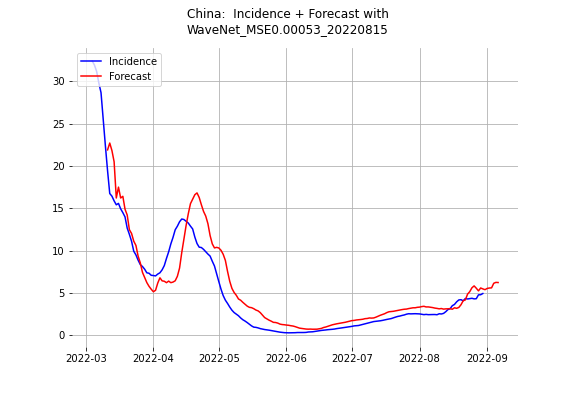 China:  Incidence + Forecast with
WaveNet_MSE0.00053_20220815
Incidence
Forecast
30
25
20
15
10
5
0
2022-03 2022-04 2022-05 2022-06 2022-07 2022-08 2022-09